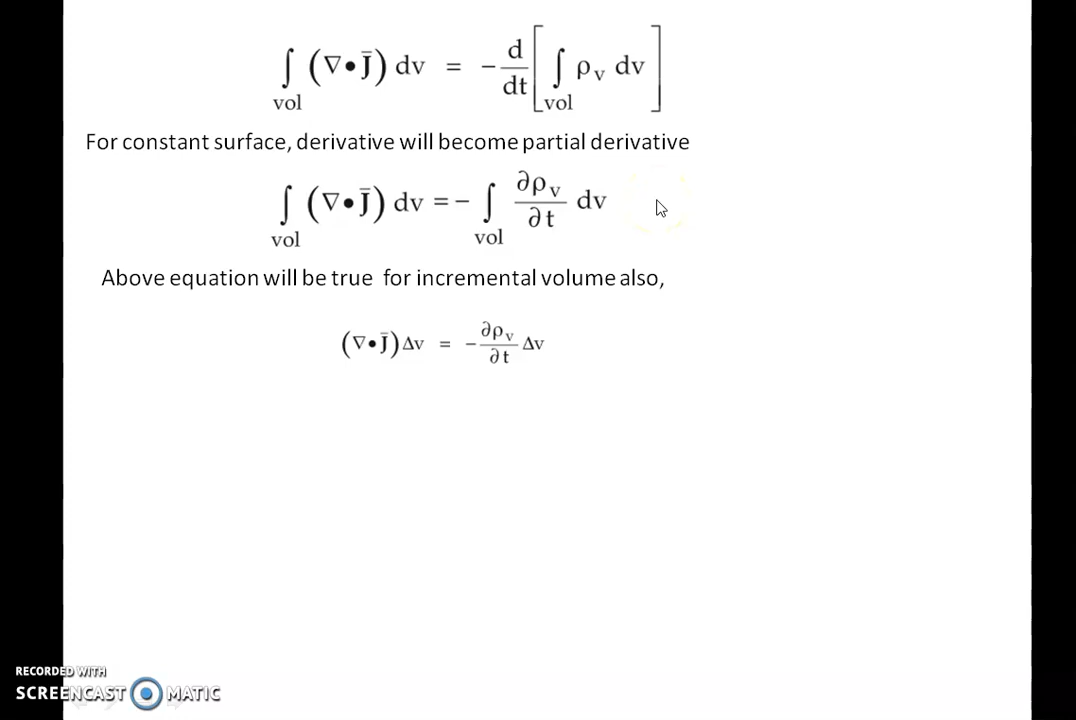 ∫vol (∇•J̄) dv = -d/dt [∫vol ρv dv]
For constant surface, derivative will become partial derivative
∫vol (∇•J̄) dv = - ∫vol ∂ρv/∂t dv
Above equation will be true for incremental volume also,
(∇•J̄) Δv = -∂ρv/∂t Δv
RECORDED WITH
SCREENCAST MATIC